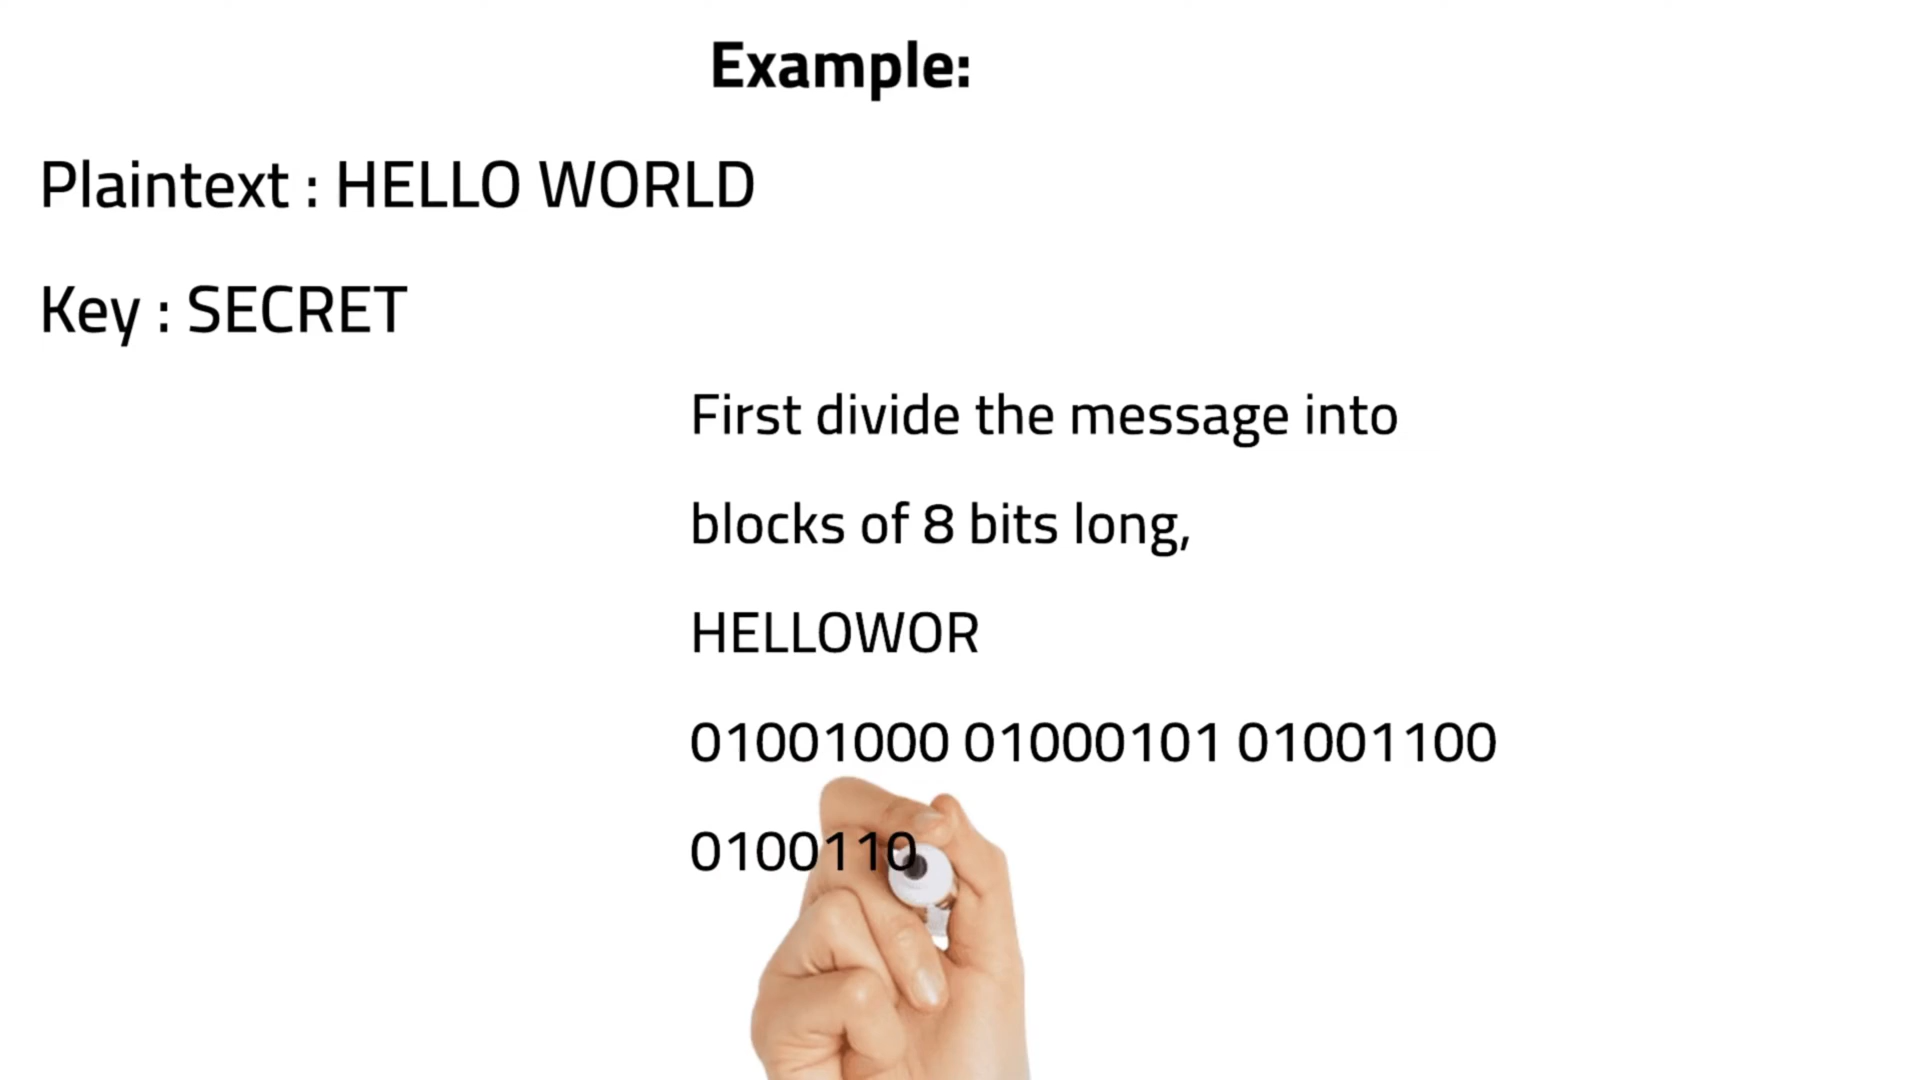 Example:
Plaintext : HELLO WORLD
Key : SECRET
First divide the message into
blocks of 8 bits long,
HELLOWOR
01001000 01000101 01001100
0100110